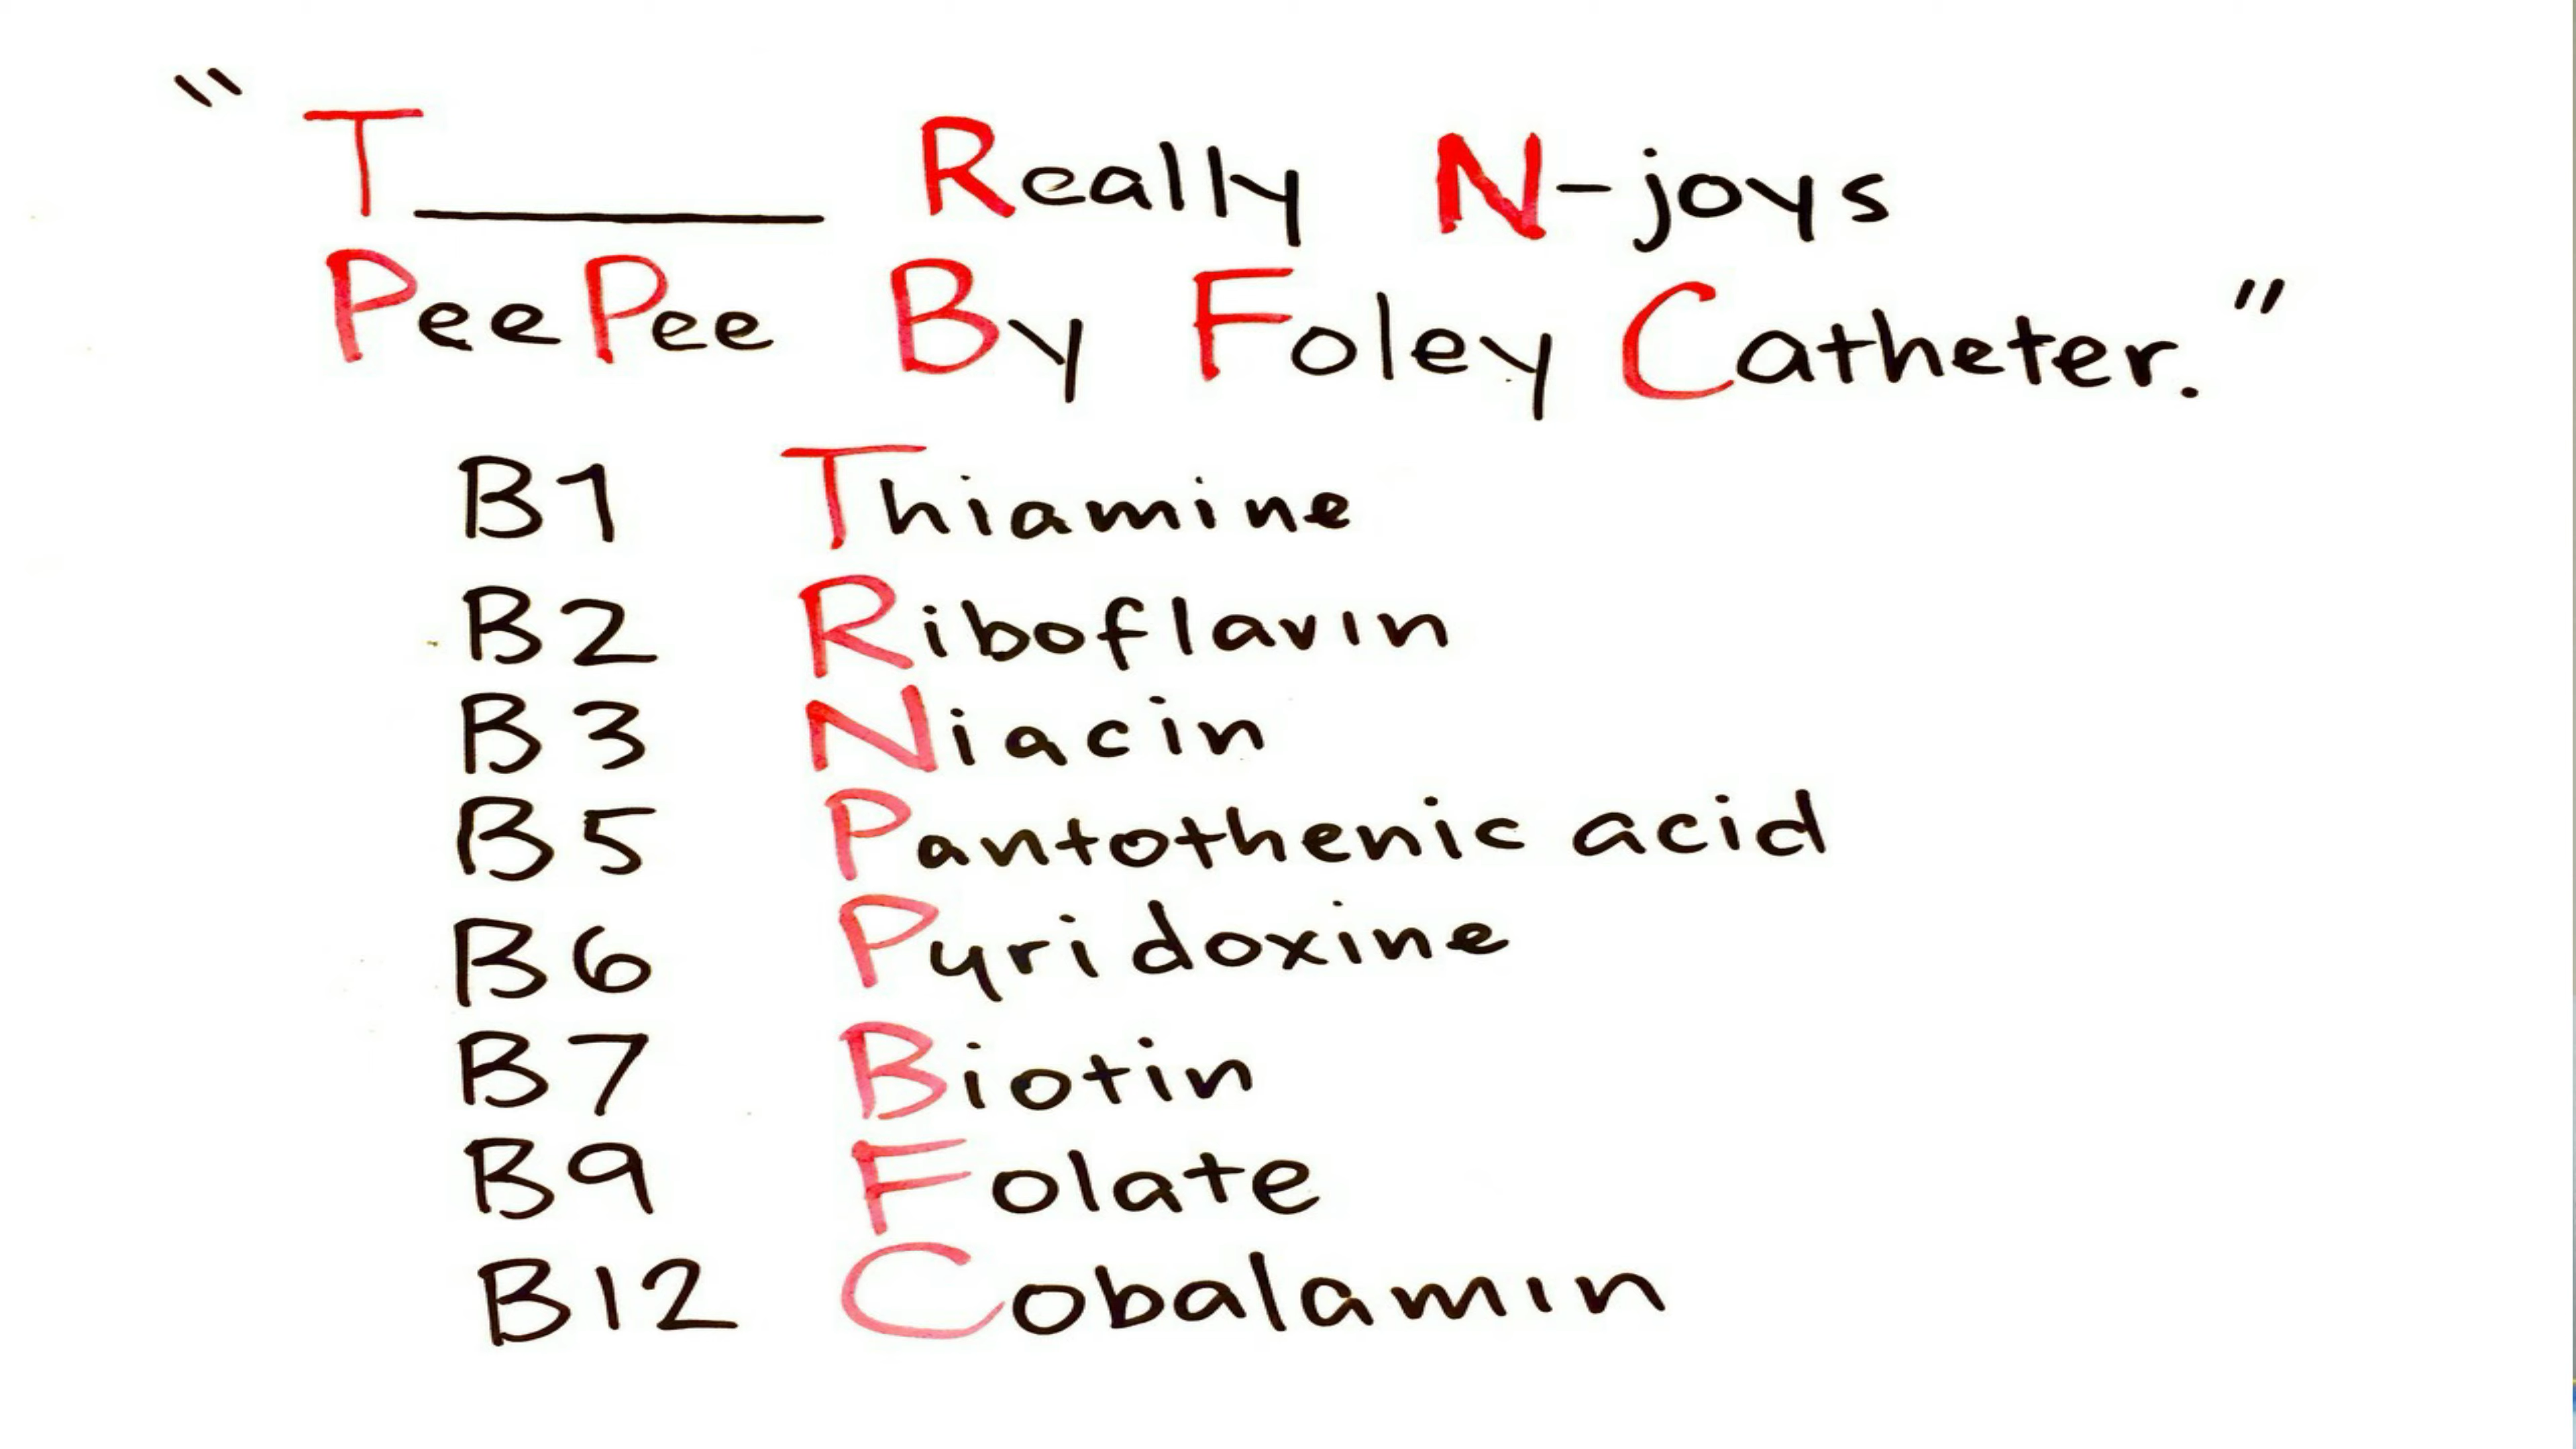 "T_______ Really N-joys
PeePee By Foley Catheter."
B1 Thiamine
B2 Riboflavin
B3 Niacin
B5 Pantothenic acid
B6 Pyridoxine
B7 Biotin
B9 Folate
B12 Cobalamin